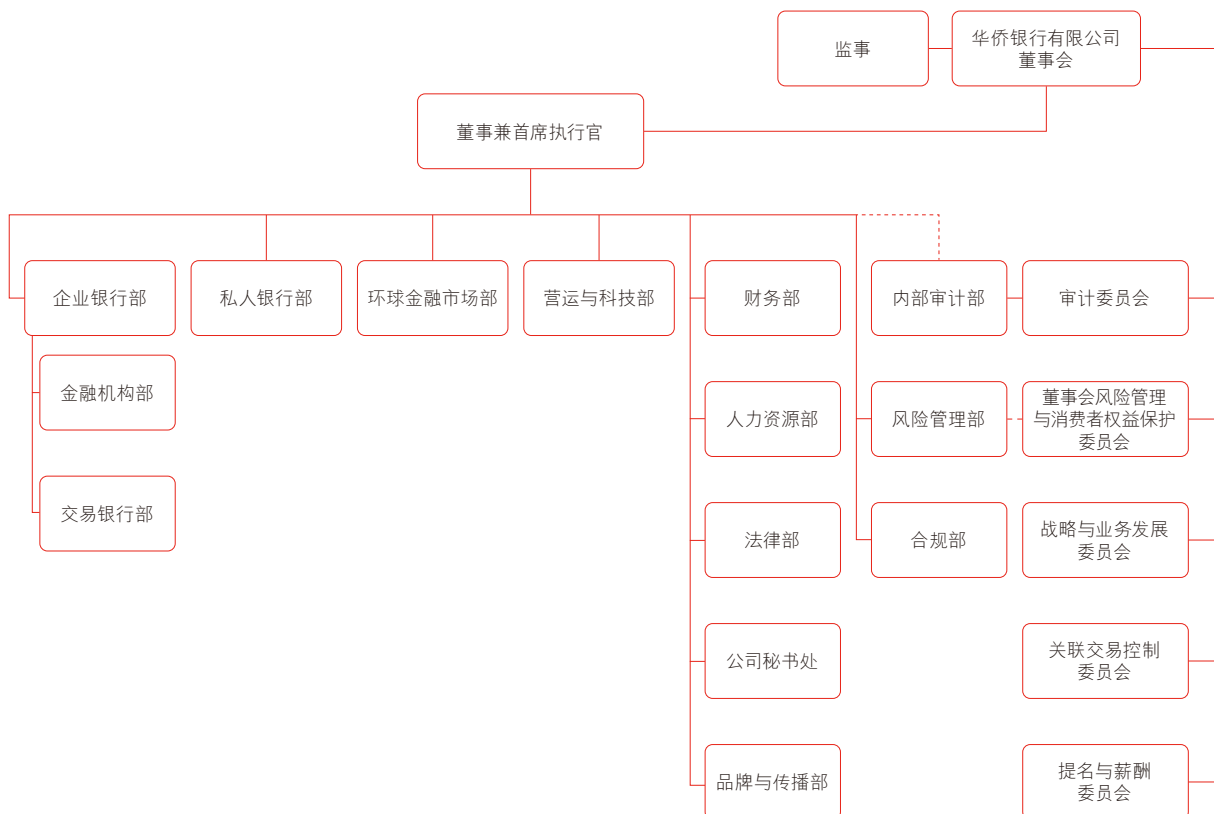 监事
华侨银行有限公司
董事会
董事兼首席执行官
企业银行部
私人银行部
环球金融市场部
营运与科技部
财务部
内部审计部
审计委员会
金融机构部
人力资源部
风险管理部
董事会风险管理
与消费者权益保护
委员会
交易银行部
法律部
合规部
战略与业务发展
委员会
公司秘书处
关联交易控制
委员会
品牌与传播部
提名与薪酬
委员会